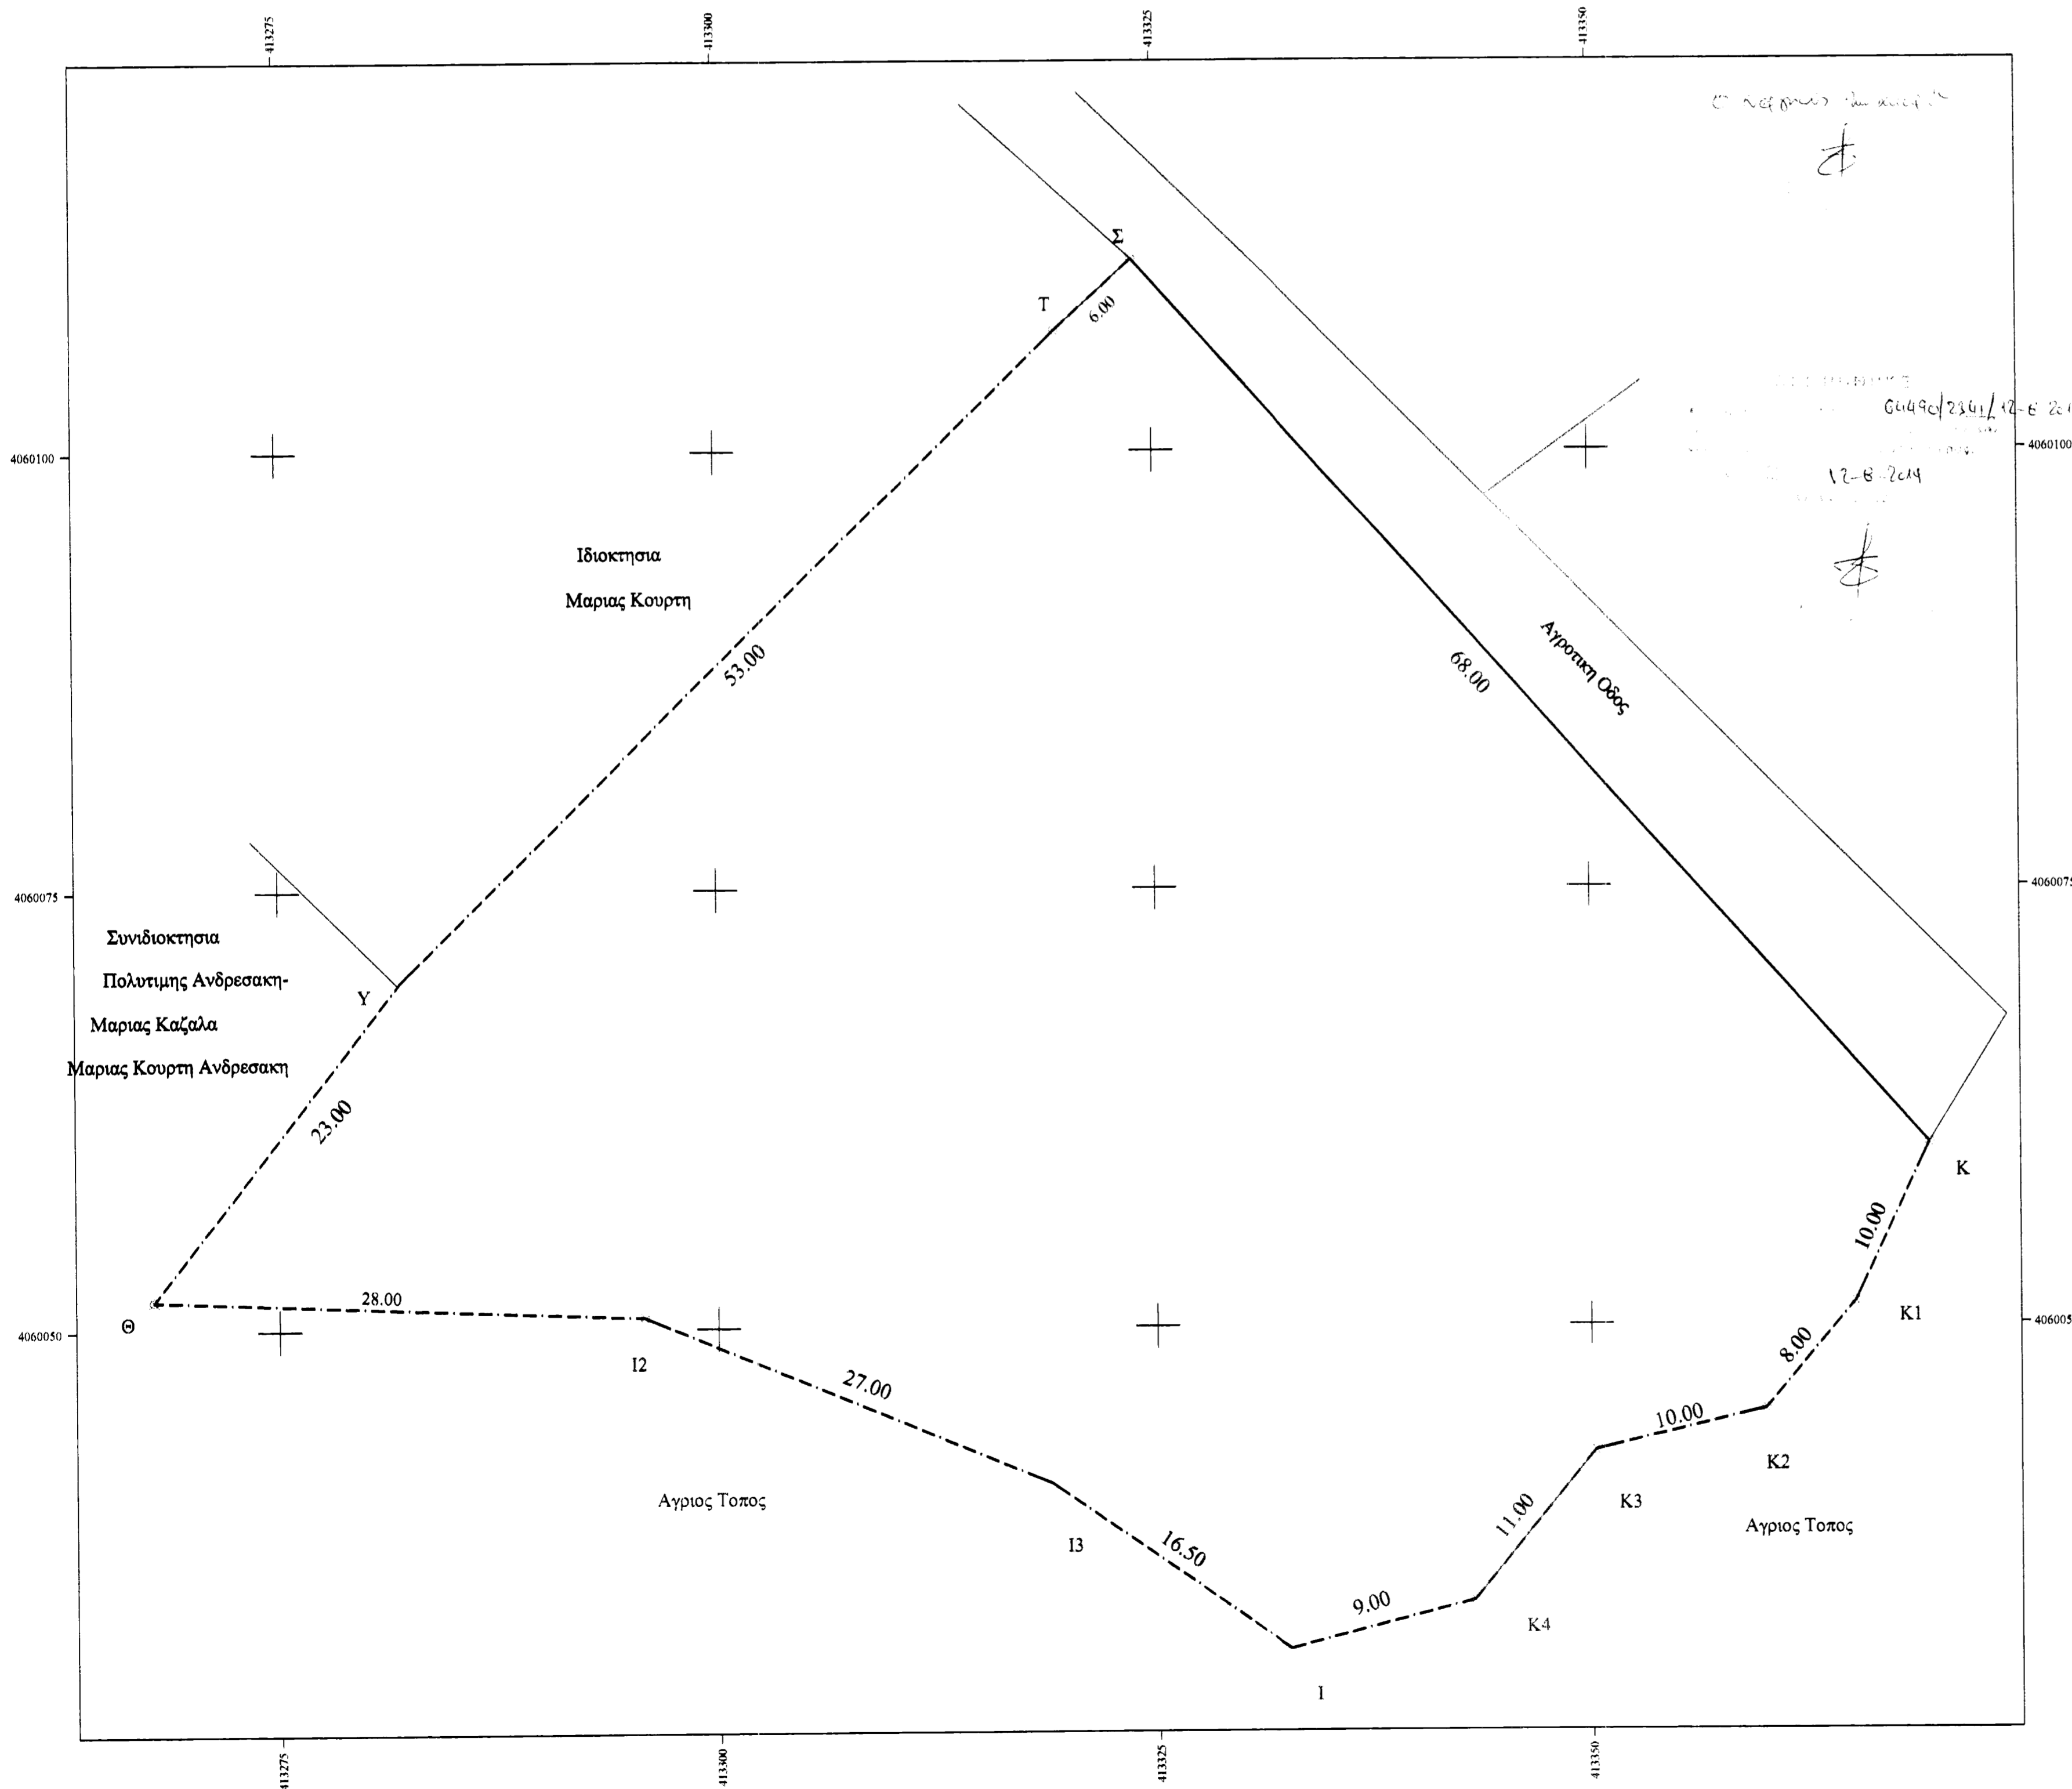 413275
413300
413325
413350
Σ
Τ
6.00
12-6-2014
4060100
4060100
Ιδιοκτησια
Μαριας Κουρτη
53.00
68.00
Αγροτικη Οδος
4060075
4060075
Συνιδιοκτησια
Πολυτιμης Ανδρεσακη-
Μαριας Καζαλα
Μαριας Κουρτη Ανδρεσακη
Υ
23.00
Κ
10.00
Θ
28.00
4060050
406005
Κ1
Ι2
8.00
27.00
10.00
Κ2
Κ3
Αγριος Τοπος
Αγριος Τοπος
11.00
Ι3
16.50
9.00
Κ4
Ι
413275
413300
413325
413350